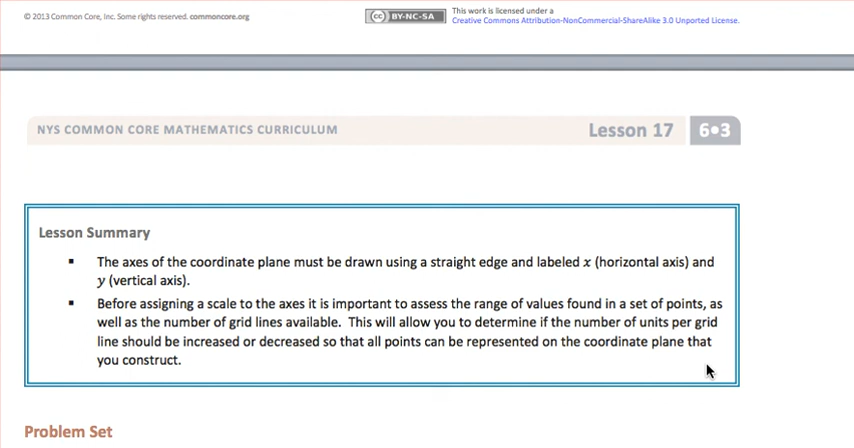 © 2013 Common Core, Inc. Some rights reserved. commoncore.org
cc BY-NC-SA
This work is licensed under a
Creative Commons Attribution-NonCommercial-ShareAlike 3.0 Unported License.
NYS COMMON CORE MATHEMATICS CURRICULUM
Lesson 17
6•3
Lesson Summary
▪ The axes of the coordinate plane must be drawn using a straight edge and labeled x (horizontal axis) and
y (vertical axis).
▪ Before assigning a scale to the axes it is important to assess the range of values found in a set of points, as
well as the number of grid lines available. This will allow you to determine if the number of units per grid
line should be increased or decreased so that all points can be represented on the coordinate plane that
you construct.
Problem Set